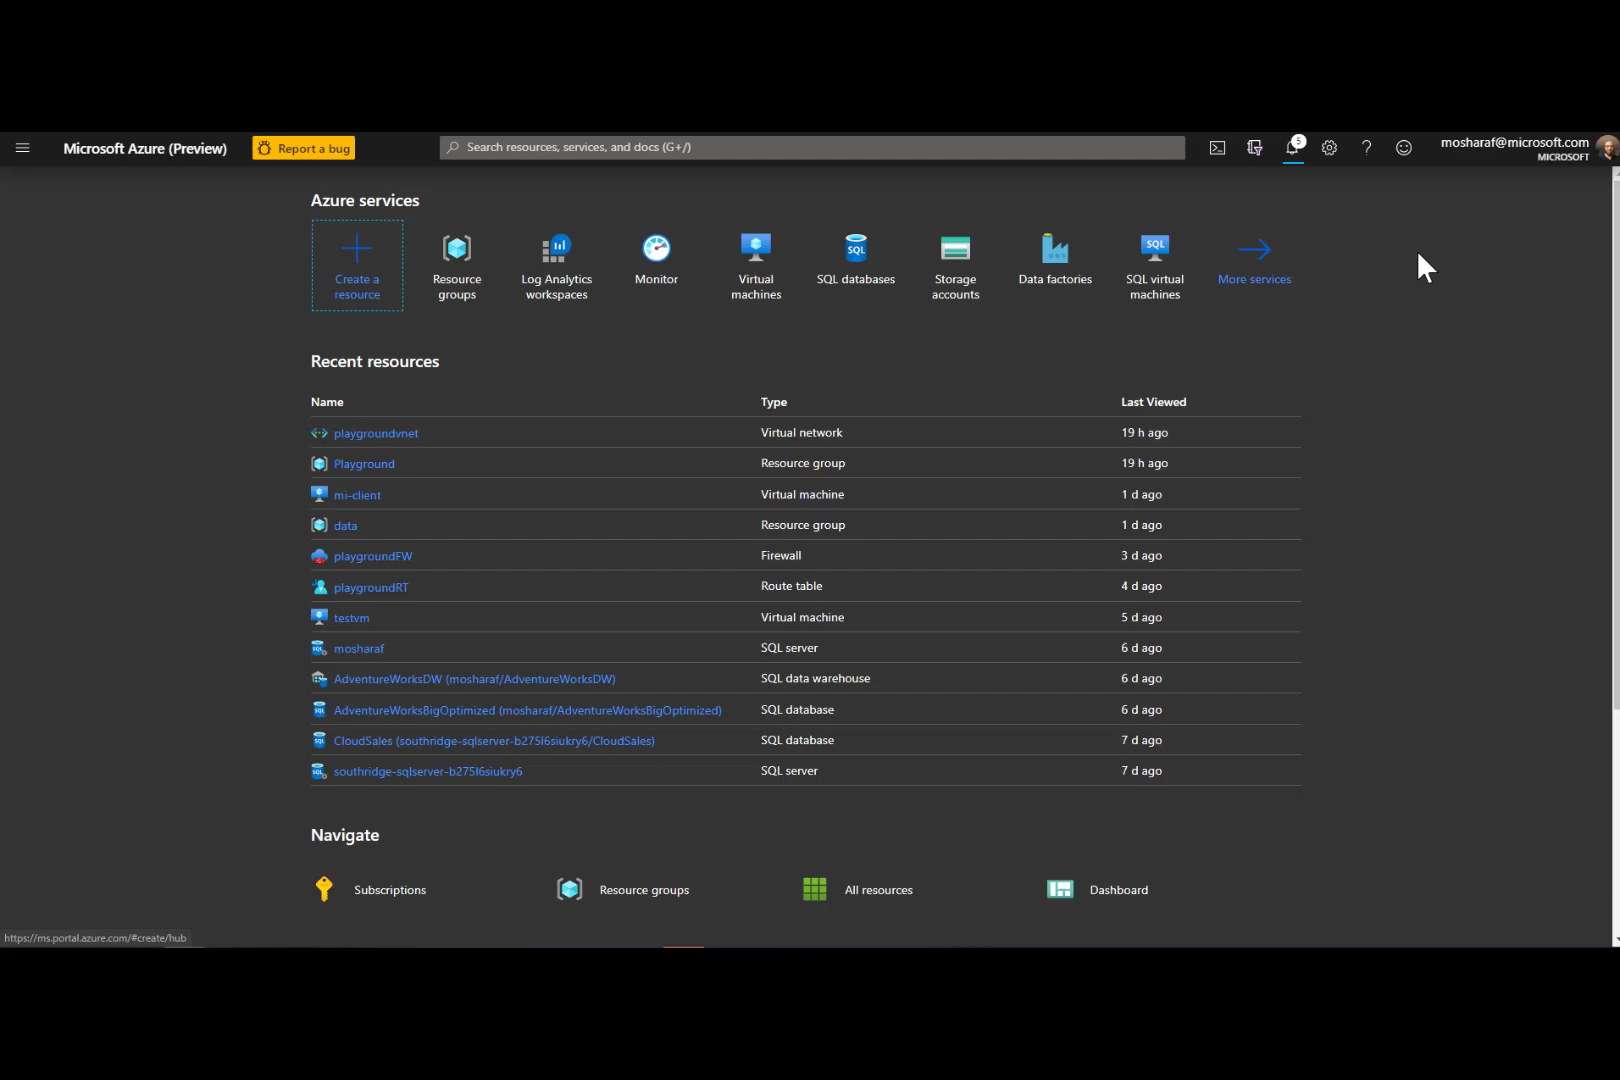 Microsoft Azure (Preview)
Report a bug
Search resources, services, and docs (G+/)
5
mosharaf@microsoft.com
MICROSOFT
Azure services
Create a resource
Resource groups
Log Analytics workspaces
Monitor
Virtual machines
SQL databases
Storage accounts
Data factories
SQL virtual machines
More services
Recent resources
Name Type Last Viewed
playgroundvnet Virtual network 19 h ago
Playground Resource group 19 h ago
mi-client Virtual machine 1 d ago
data Resource group 1 d ago
playgroundFW Firewall 3 d ago
playgroundRT Route table 4 d ago
testvm Virtual machine 5 d ago
mosharaf SQL server 6 d ago
AdventureWorksDW (mosharaf/AdventureWorksDW) SQL data warehouse 6 d ago
AdventureWorksBigOptimized (mosharaf/AdventureWorksBigOptimized) SQL database 6 d ago
CloudSales (southridge-sqlserver-b275l6siukry6/CloudSales) SQL database 7 d ago
southridge-sqlserver-b275l6siukry6 SQL server 7 d ago
Navigate
Subscriptions Resource groups All resources Dashboard
https://ms.portal.azure.com/#create/hub